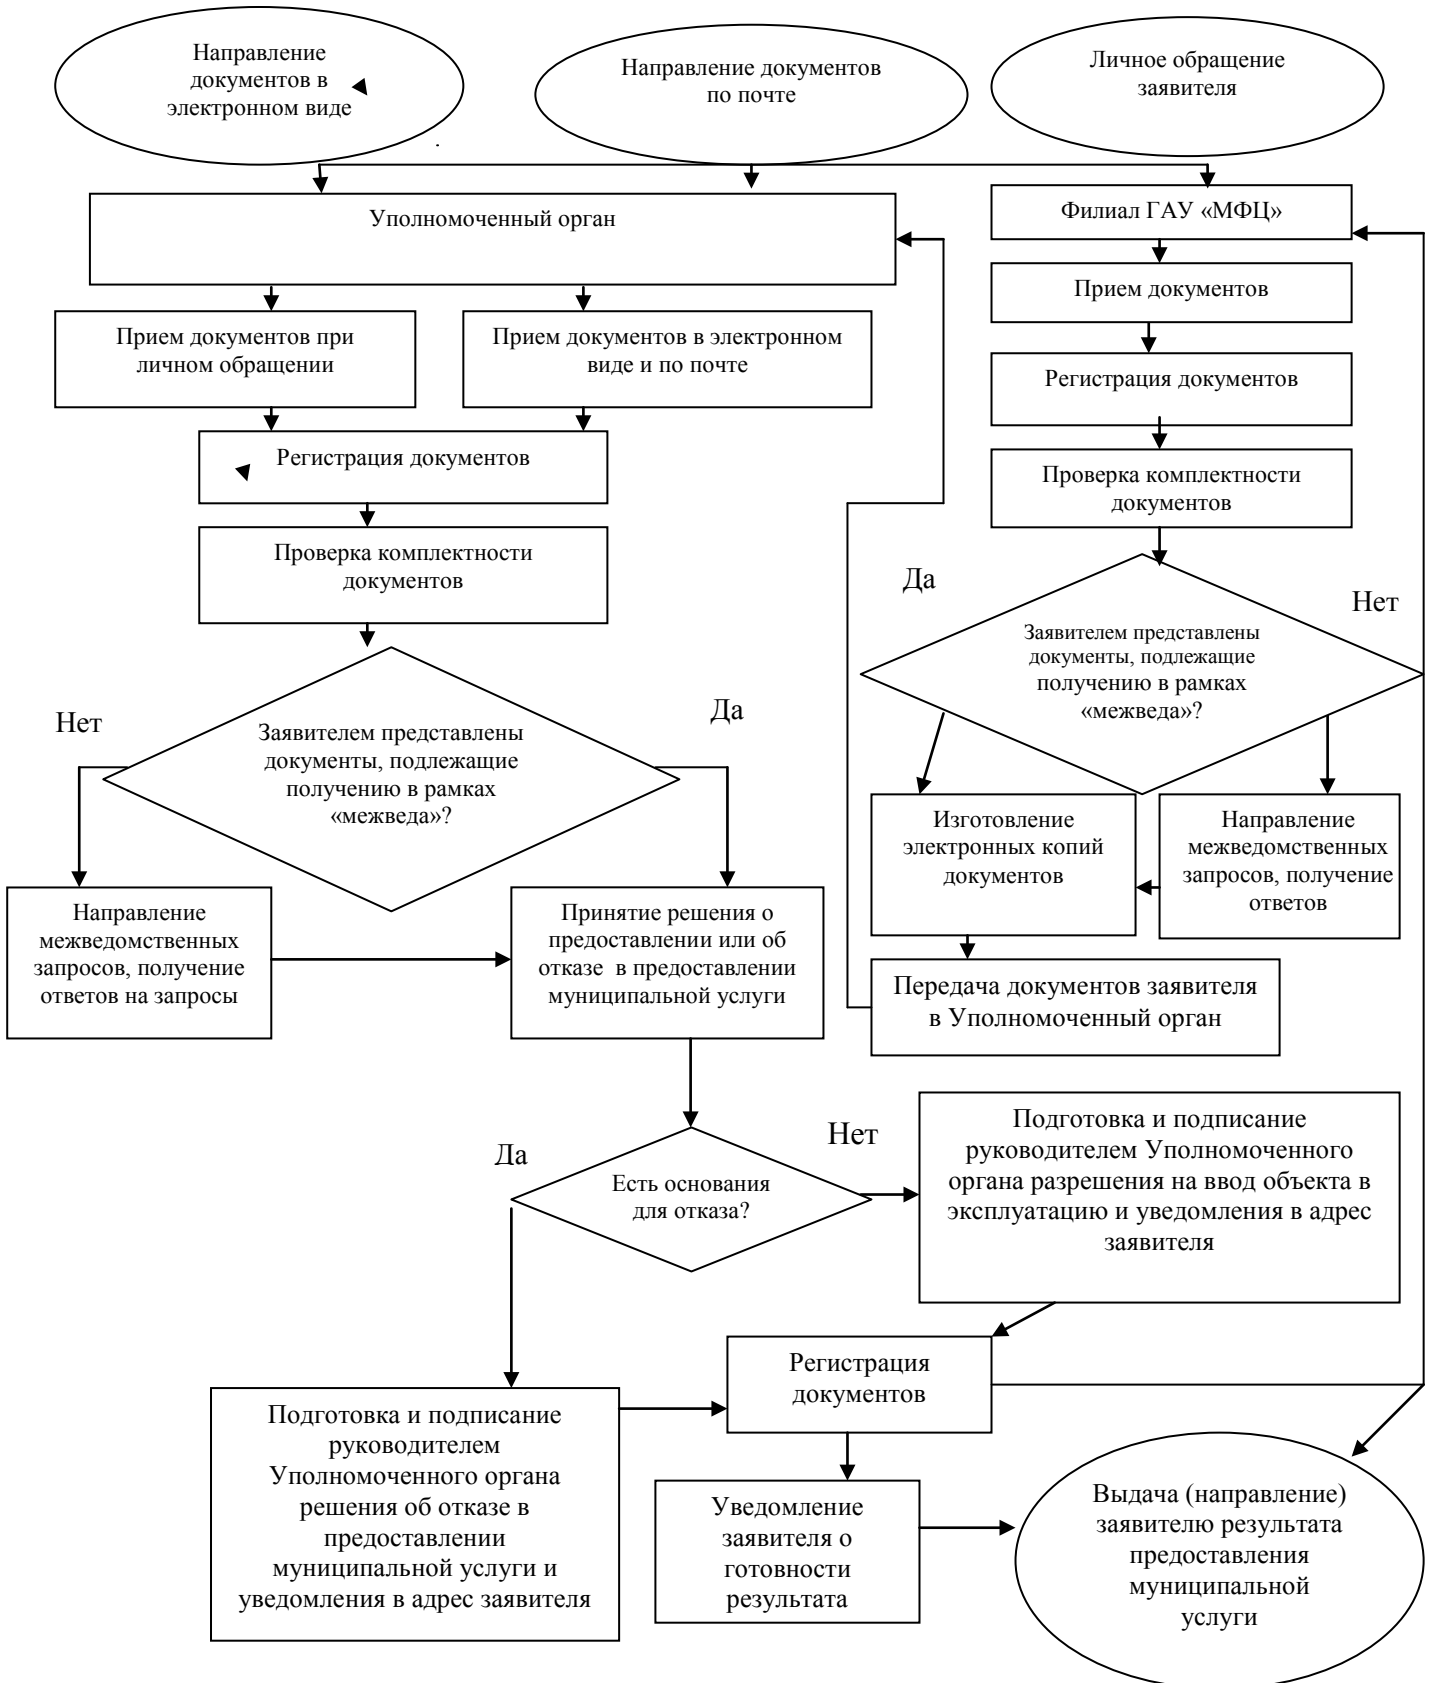 Направление
документов в
электронном виде
Направление документов
по почте
Личное обращение
заявителя
Уполномоченный орган
Филиал ГАУ «МФЦ»
Прием документов
Прием документов при
личном обращении
Прием документов в электронном
виде и по почте
Регистрация документов
Регистрация документов
Проверка комплектности
документов
Проверка комплектности
документов
Да
Нет
Заявителем представлены
документы, подлежащие
получению в рамках
«межведа»?
Нет
Да
Заявителем представлены
документы, подлежащие
получению в рамках
«межведа»?
Изготовление
электронных копий
документов
Направление
межведомственных
запросов, получение
ответов
Направление
межведомственных
запросов, получение
ответов на запросы
Принятие решения о
предоставлении или об
отказе в предоставлении
муниципальной услуги
Передача документов заявителя
в Уполномоченный орган
Да
Нет
Есть основания
для отказа?
Подготовка и подписание
руководителем Уполномоченного
органа разрешения на ввод объекта в
эксплуатацию и уведомления в адрес
заявителя
Регистрация
документов
Подготовка и подписание
руководителем
Уполномоченного органа
решения об отказе в
предоставлении
муниципальной услуги и
уведомления в адрес заявителя
Уведомление
заявителя о
готовности
результата
Выдача (направление)
заявителю результата
предоставления
муниципальной
услуги